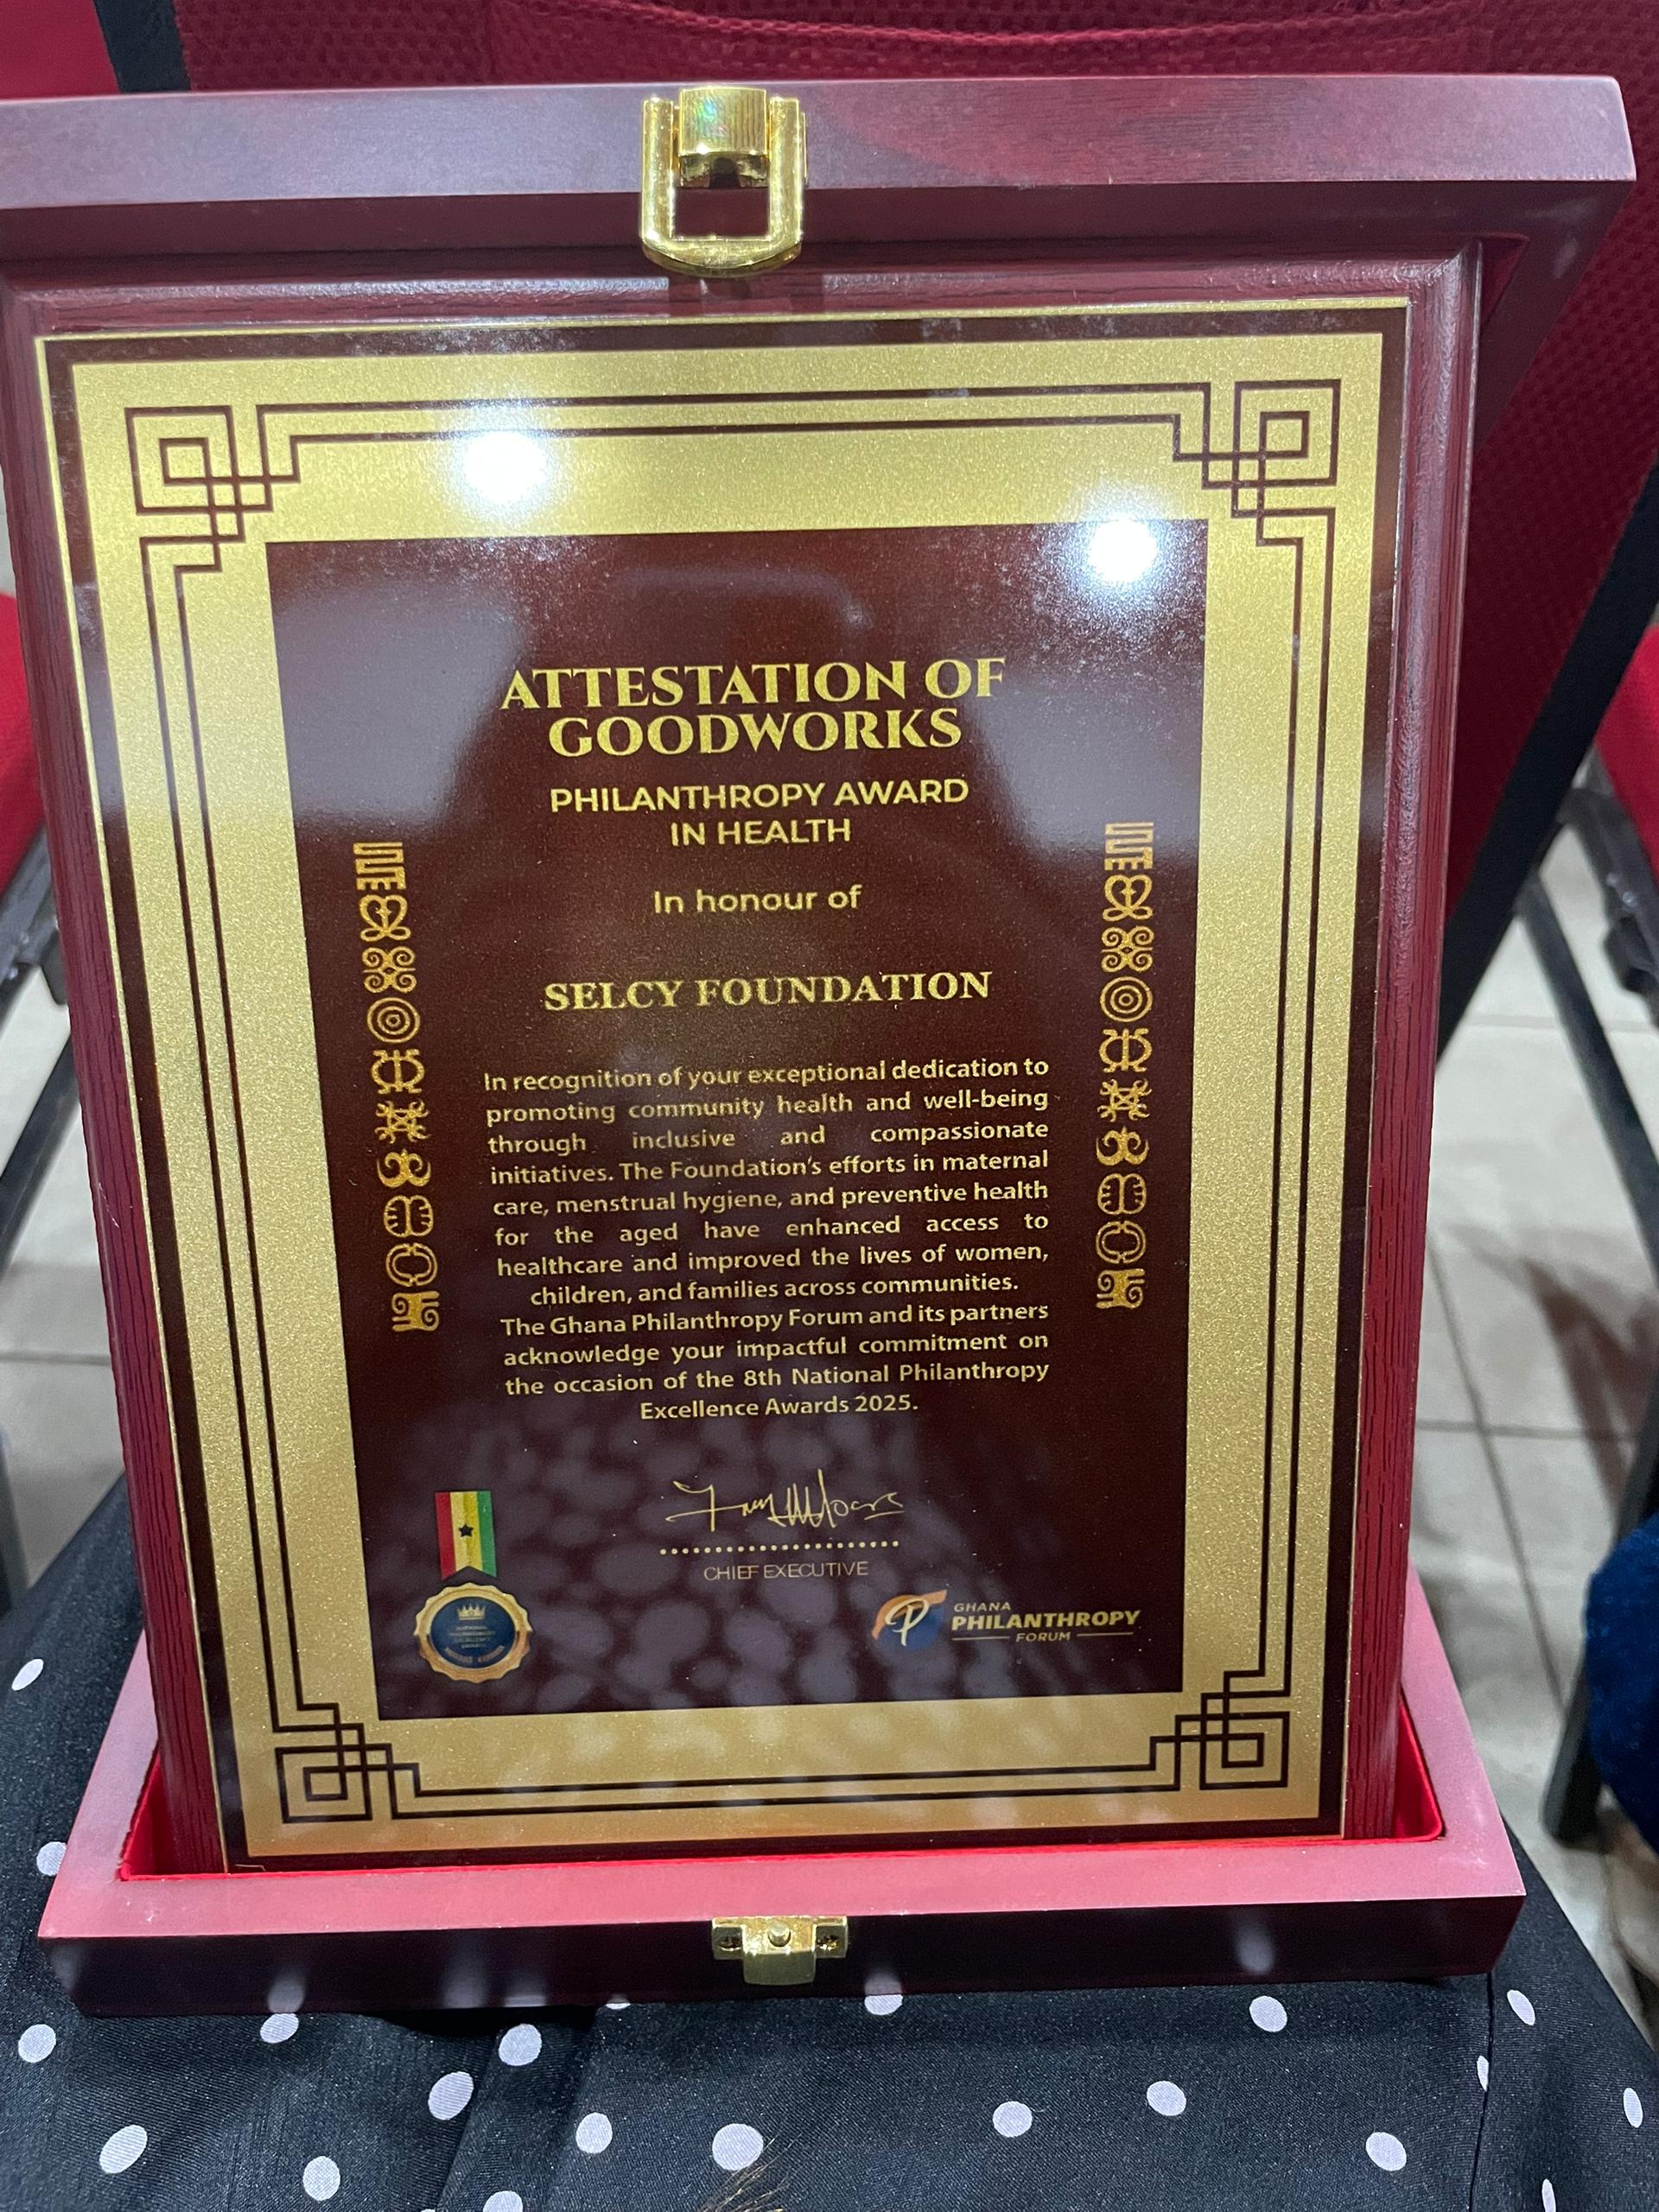 ATTESTATION OF
GOODWORKS
PHILANTHROPY AWARD
IN HEALTH
In honour of
SELCY FOUNDATION
In recognition of your exceptional dedication to
promoting community health and well-being
through inclusive and compassionate
initiatives. The Foundation's efforts in maternal
care, menstrual hygiene, and preventive health
for the aged have enhanced access to
healthcare and improved the lives of women,
children, and families across communities.
The Ghana Philanthropy Forum and its partners
acknowledge your impactful commitment on
the occasion of the 8th National Philanthropy
Excellence Awards 2025.
CHIEF EXECUTIVE
GHANA
PHILANTHROPY
FORUM